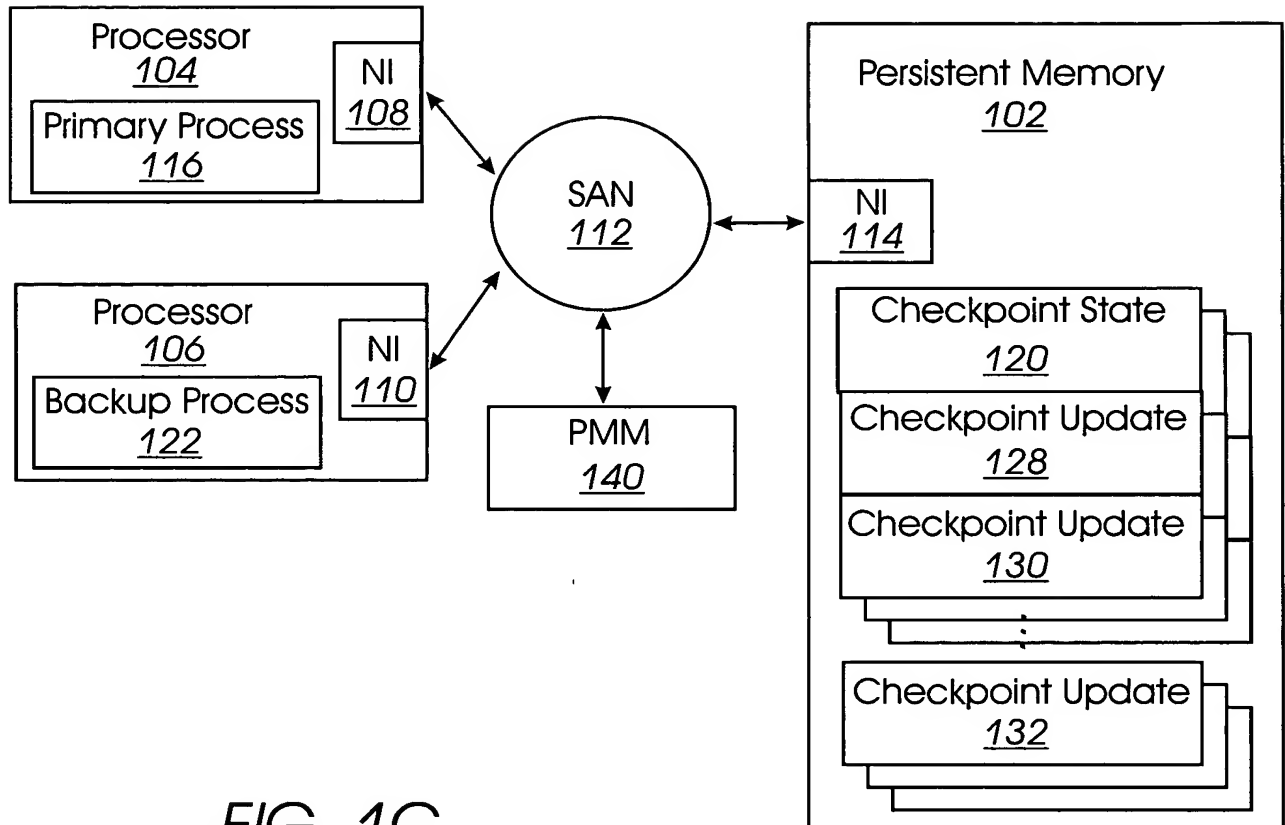 Processor
104
NI
108
Primary Process
116
Processor
106
NI
110
Backup Process
122
SAN
112
PMM
140
Persistent Memory
102
NI
114
Checkpoint State
120
Checkpoint Update
128
Checkpoint Update
130
Checkpoint Update
132